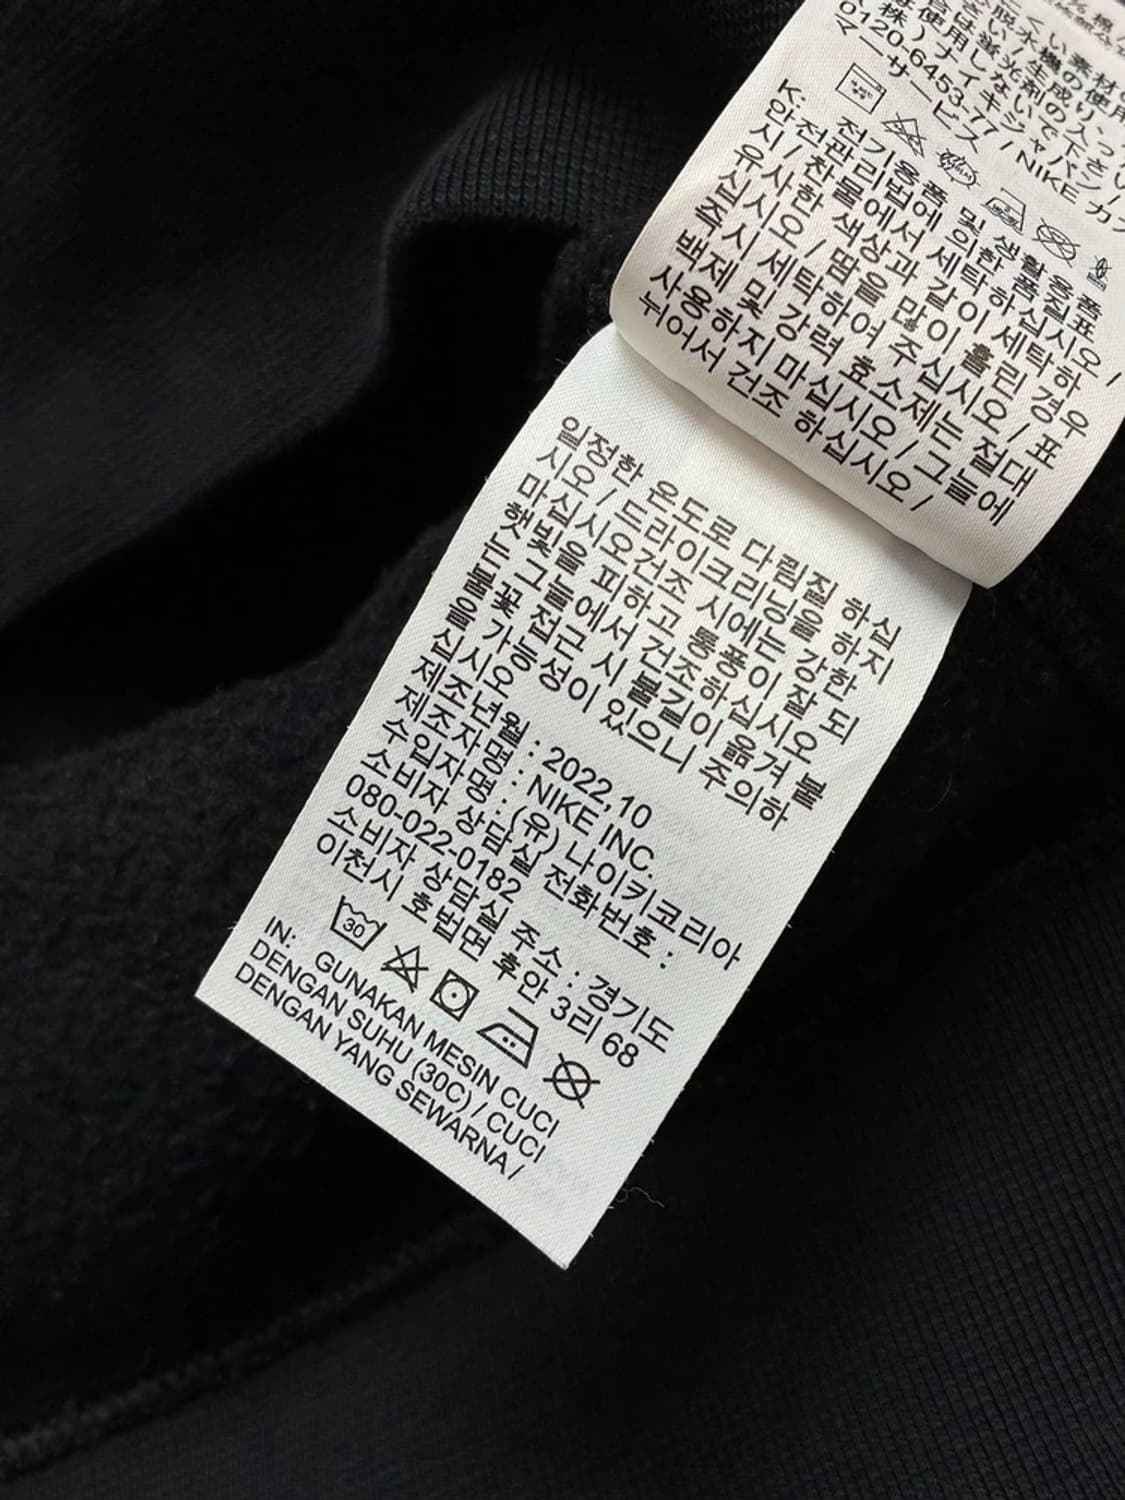 0120-6453-77 / NIKE カ
マーサービス
K: 전기용품 및 생활용품
안전관리법에 의한 품질표
시 / 찬물에서 세탁하십시오 /
유사한 색상과 같이 세탁하
십시오 / 땀을 많이 흘린 경우
즉시 세탁하여 주십시오 / 표
백제 및 강력 효소제는 절대
사용하지 마십시오 / 그늘에
뉘어서 건조 하십시오 /
일정한 온도로 다림질 하십
시오 / 드라이크리닝을 하지
마십시오건조 시에는 강한
햇빛을 피하고 통풍이 잘 되
는 그늘에서 건조하십시오
불꽃 접근 시 불길이 옮겨 붙
을 가능성이 있으니 주의하
십시오
제조년월 : 2022,10
제조자명 : NIKE INC.
수입자명 : (유) 나이키코리아
소비자 상담실 전화번호 :
080-022-0182
소비자 상담실 주소 : 경기도
이천시 호법면 후안 3리 68
30
IN: GUNAKAN MESIN CUCI
DENGAN SUHU (30C) / CUCI
DENGAN YANG SEWARNA /